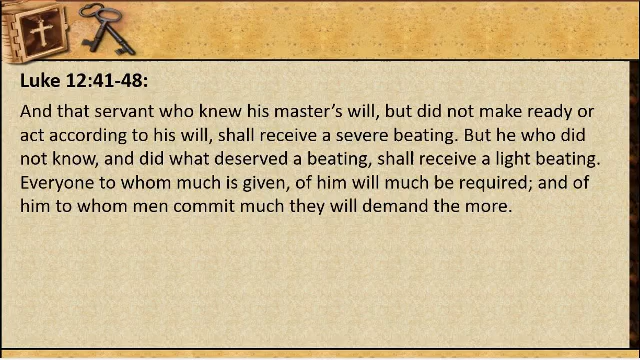 Luke 12:41-48:
And that servant who knew his master’s will, but did not make ready or
act according to his will, shall receive a severe beating. But he who did
not know, and did what deserved a beating, shall receive a light beating.
Everyone to whom much is given, of him will much be required; and of
him to whom men commit much they will demand the more.